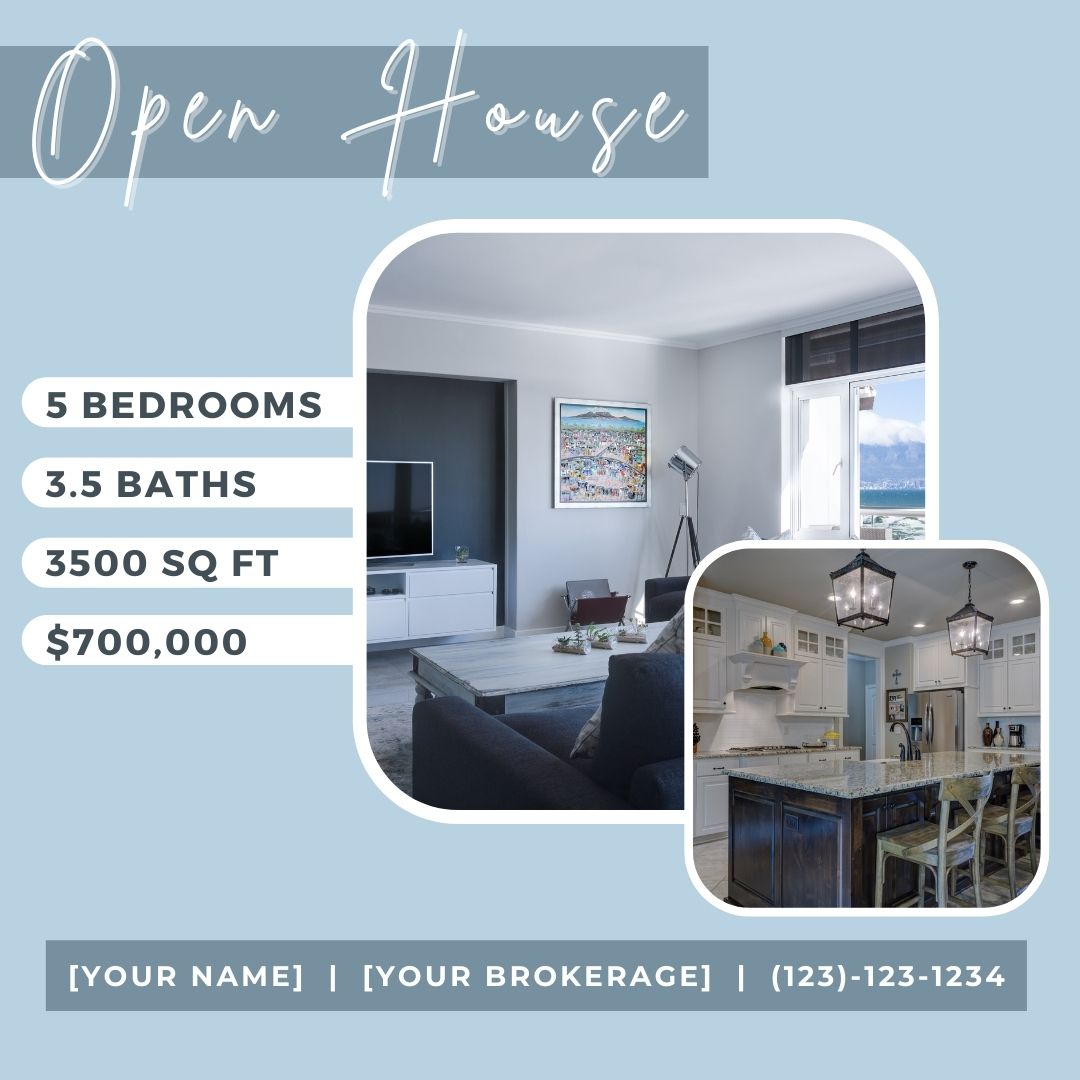 Open House
5 BEDROOMS
3.5 BATHS
3500 SQ FT
$700,000
[YOUR NAME] | [YOUR BROKERAGE] | (123)-123-1234